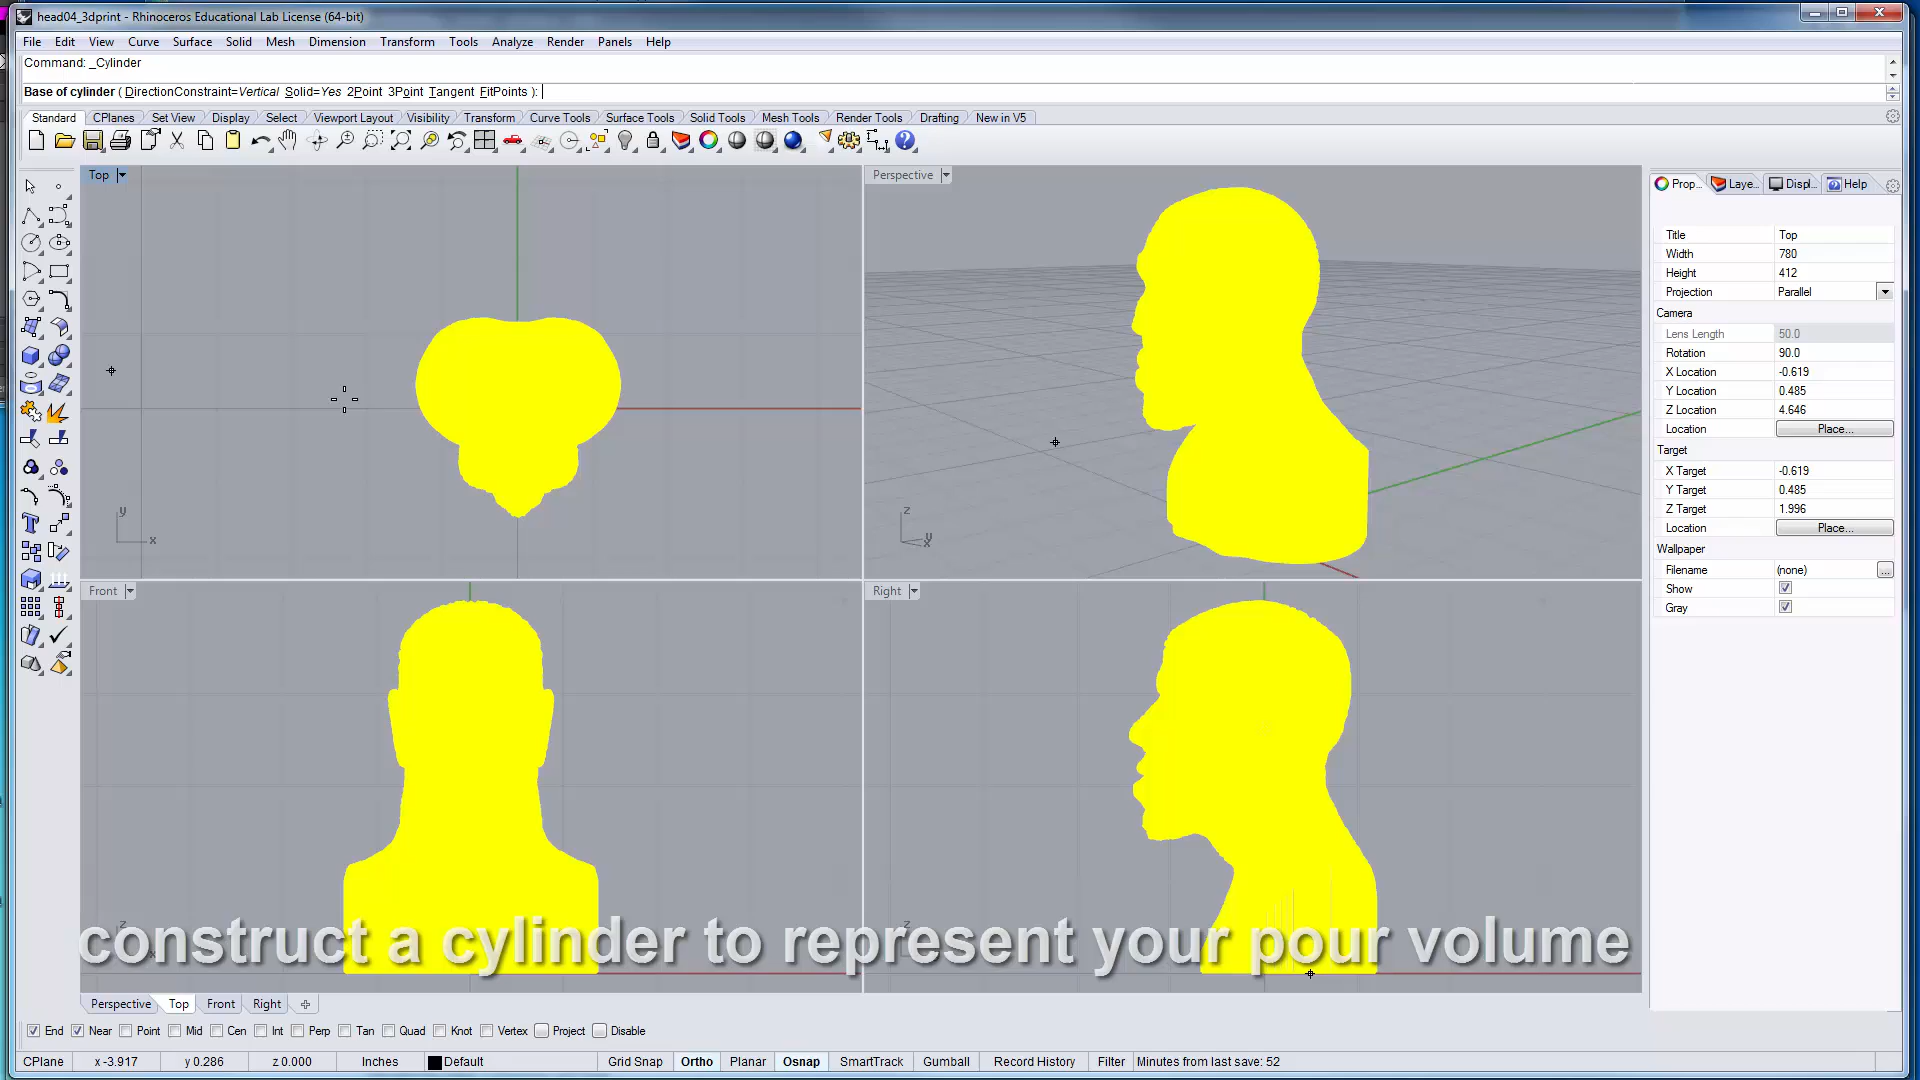 head04_3dprint - Rhinoceros Educational Lab License (64-bit)
File Edit View Curve Surface Solid Mesh Dimension Transform Tools Analyze Render Panels Help
Command: _Cylinder
Base of cylinder ( DirectionConstraint=Vertical Solid=Yes 2Point 3Point Tangent FitPoints ):
Standard CPlanes Set View Display Select Viewport Layout Visibility Transform Curve Tools Surface Tools Solid Tools Mesh Tools Render Tools Drafting New in V5
Top
Perspective
Prop... Laye... Displ... Help
Title Top
Width 780
Height 412
Projection Parallel
Camera
Lens Length 50.0
Rotation 90.0
X Location -0.619
Y Location 0.485
Z Location 4.646
Location Place...
Target
X Target -0.619
Y Target 0.485
Z Target 1.996
Location Place...
Wallpaper
Filename (none) ...
Show
Gray
y
x
z
y
x
Front
Right
z
x
z
construct a cylinder to represent your pour volume
Perspective Top Front Right
End Near Point Mid Cen Int Perp Tan Quad Knot Vertex Project Disable
CPlane x -3.917 y 0.286 z 0.000 Inches Default Grid Snap Ortho Planar Osnap SmartTrack Gumball Record History Filter Minutes from last save: 52